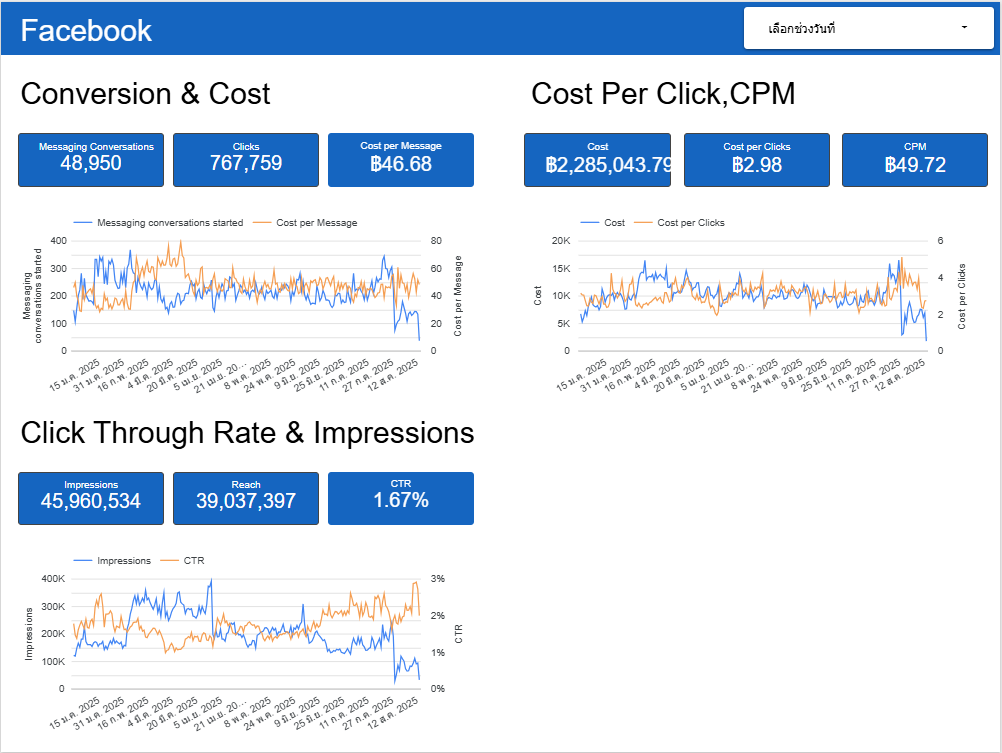 Facebook
เลือกช่วงวันที่
Conversion & Cost
Messaging Conversations
48,950
Clicks
767,759
Cost per Message
฿46.68
Messaging conversations started
Cost per Message
400
300
200
100
0
80
60
40
20
0
Messaging
conversations started
Cost per Message
15 ม.ค. 2025
31 ม.ค. 2025
16 ก.พ. 2025
4 มี.ค. 2025
20 มี.ค. 2025
5 เม.ย. 2025
21 เม.ย. 20...
8 พ.ค. 2025
24 พ.ค. 2025
9 มิ.ย. 2025
25 มิ.ย. 2025
11 ก.ค. 2025
27 ก.ค. 2025
12 ส.ค. 2025
Cost Per Click,CPM
Cost
฿2,285,043.79
Cost per Clicks
฿2.98
CPM
฿49.72
Cost
Cost per Clicks
20K
15K
10K
5K
0
6
4
2
0
Cost
Cost per Clicks
15 ม.ค. 2025
31 ม.ค. 2025
16 ก.พ. 2025
4 มี.ค. 2025
20 มี.ค. 2025
5 เม.ย. 2025
21 เม.ย. 20...
8 พ.ค. 2025
24 พ.ค. 2025
9 มิ.ย. 2025
25 มิ.ย. 2025
11 ก.ค. 2025
27 ก.ค. 2025
12 ส.ค. 2025
Click Through Rate & Impressions
Impressions
45,960,534
Reach
39,037,397
CTR
1.67%
Impressions
CTR
400K
300K
200K
100K
0
3%
2%
1%
0%
Impressions
CTR
15 ม.ค. 2025
31 ม.ค. 2025
16 ก.พ. 2025
4 มี.ค. 2025
20 มี.ค. 2025
5 เม.ย. 2025
21 เม.ย. 20...
8 พ.ค. 2025
24 พ.ค. 2025
9 มิ.ย. 2025
25 มิ.ย. 2025
11 ก.ค. 2025
27 ก.ค. 2025
12 ส.ค. 2025